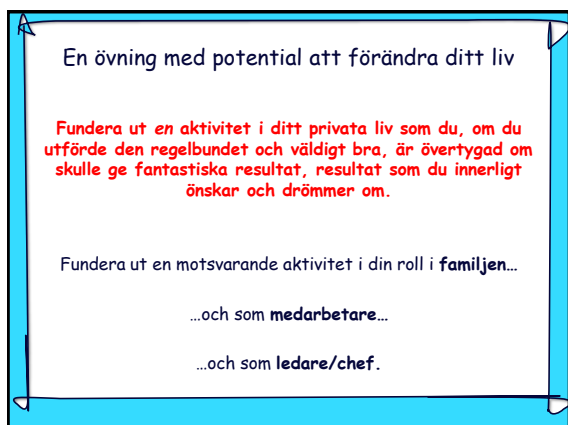 En övning med potential att förändra ditt liv
Fundera ut en aktivitet i ditt privata liv som du, om du
utförde den regelbundet och väldigt bra, är övertygad om
skulle ge fantastiska resultat, resultat som du innerligt
önskar och drömmer om.
Fundera ut en motsvarande aktivitet i din roll i familjen…
…och som medarbetare…
…och som ledare/chef.